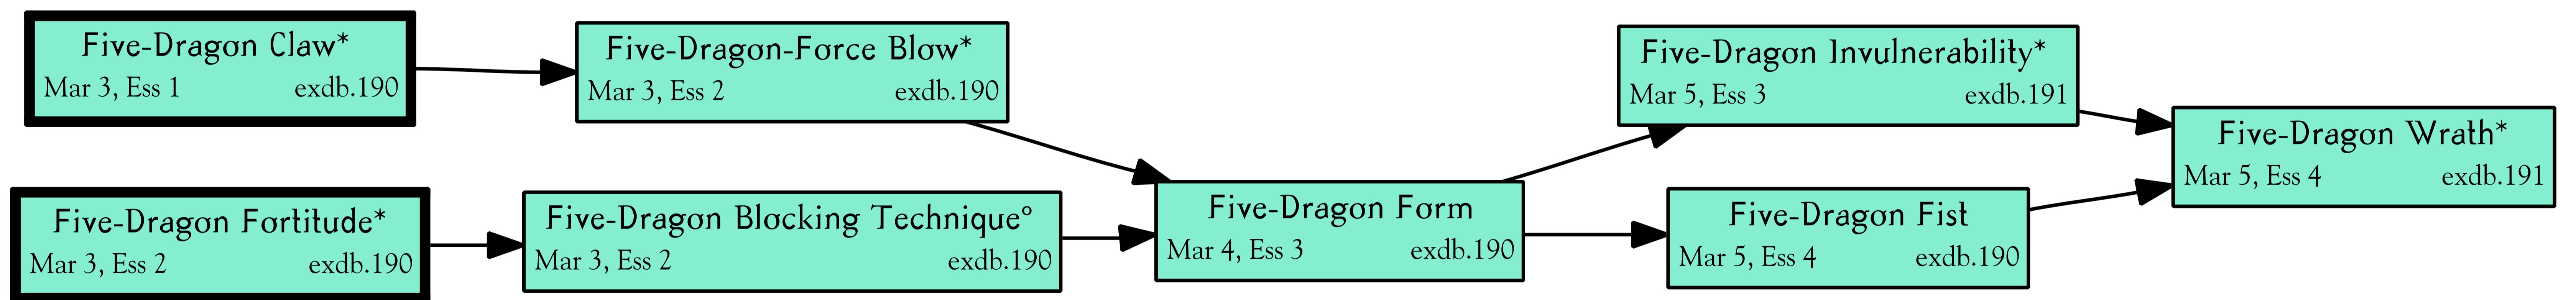 Five-Dragon Claw*
Mar 3, Ess 1 exdb.190
Five-Dragon Fortitude*
Mar 3, Ess 2 exdb.190
Five-Dragon-Force Blow*
Mar 3, Ess 2 exdb.190
Five-Dragon Blocking Technique°
Mar 3, Ess 2 exdb.190
Five-Dragon Form
Mar 4, Ess 3 exdb.190
Five-Dragon Invulnerability*
Mar 5, Ess 3 exdb.191
Five-Dragon Fist
Mar 5, Ess 4 exdb.190
Five-Dragon Wrath*
Mar 5, Ess 4 exdb.191